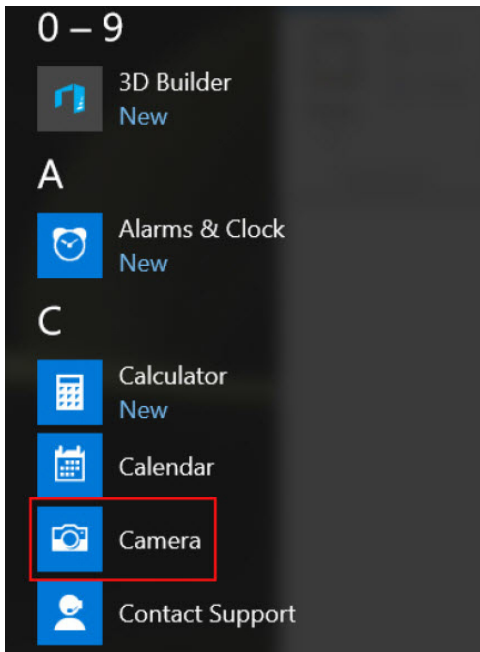 0 – 9
3D Builder
New
A
Alarms & Clock
New
C
Calculator
New
Calendar
Camera
Contact Support